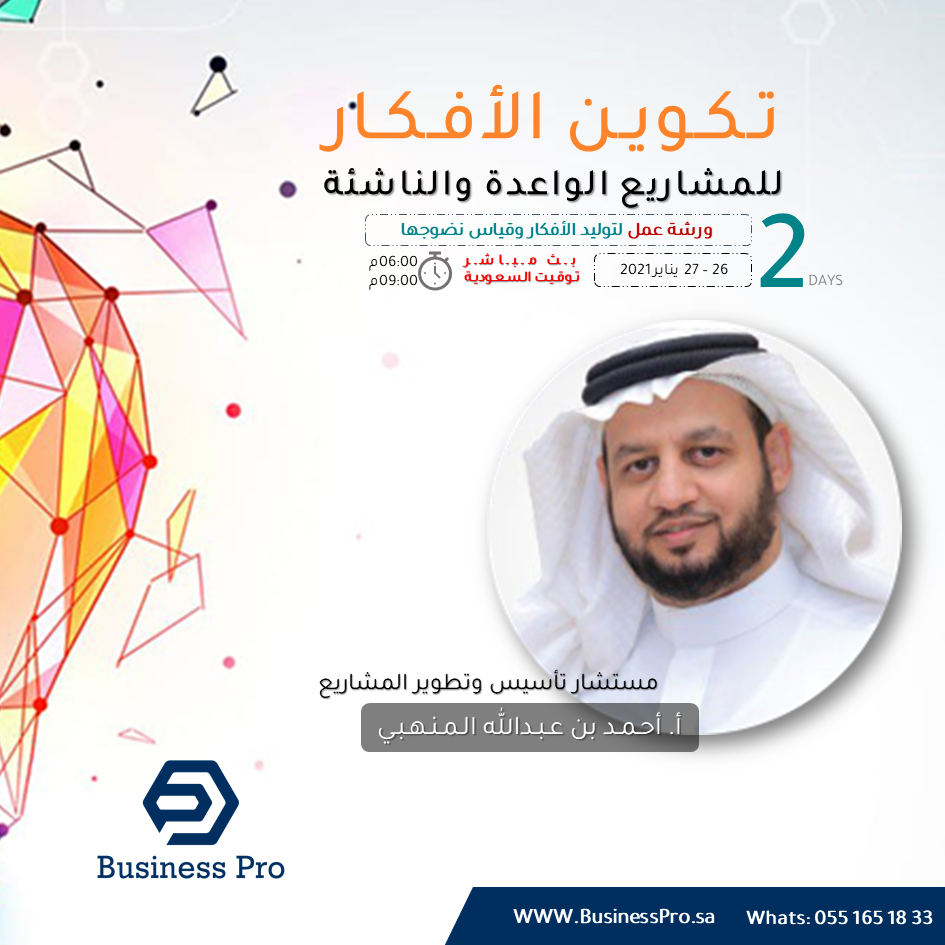 تكوين الأفكار
للمشاريع الواعدة والناشئة
2 DAYS
ورشة عمل لتوليد الأفكار وقياس نضوجها
26 - 27 يناير 2021
بث مباشر
توقيت السعودية
06:00م
09:00م
مستشار تأسيس وتطوير المشاريع
أ. أحمد بن عبدالله المنهبي
Business Pro
WWW.BusinessPro.sa
Whats: 055 165 18 33